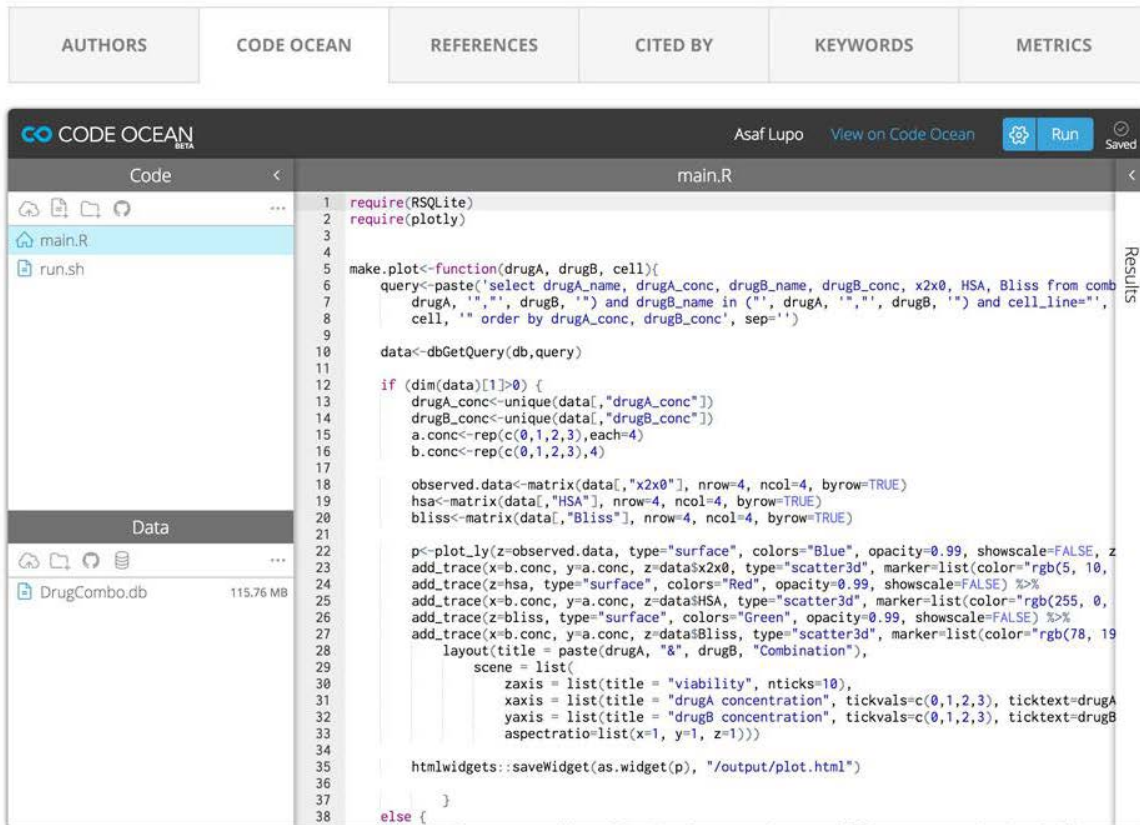 AUTHORS
CODE OCEAN
REFERENCES
CITED BY
KEYWORDS
METRICS
CODE OCEAN
BETA
Asaf Lupo
View on Code Ocean
Run
Saved
Code
main.R
main.R
run.sh
Data
DrugCombo.db
115.76 MB
1 require(RSQLite)
2 require(plotly)
3
4
5 make.plot<-function(drugA, drugB, cell){
6 query<-paste('select drugA_name, drugA_conc, drugB_name, drugB_conc, x2x0, HSA, Bliss from comb
7 drugA, '","', drugB, '") and drugB_name in ("', drugA, '","', drugB, '") and cell_line="',
8 cell, '" order by drugA_conc, drugB_conc', sep='')
9
10 data<-dbGetQuery(db,query)
11
12 if (dim(data)[1]>0) {
13 drugA_conc<-unique(data[,"drugA_conc"])
14 drugB_conc<-unique(data[,"drugB_conc"])
15 a.conc<-rep(c(0,1,2,3),each=4)
16 b.conc<-rep(c(0,1,2,3),4)
17
18 observed.data<-matrix(data[,"x2x0"], nrow=4, ncol=4, byrow=TRUE)
19 hsa<-matrix(data[,"HSA"], nrow=4, ncol=4, byrow=TRUE)
20 bliss<-matrix(data[,"Bliss"], nrow=4, ncol=4, byrow=TRUE)
21
22 p<-plot_ly(z=observed.data, type="surface", colors="Blue", opacity=0.99, showscale=FALSE, z
23 add_trace(x=b.conc, y=a.conc, z=data$x2x0, type="scatter3d", marker=list(color="rgb(5, 10,
24 add_trace(z=hsa, type="surface", colors="Red", opacity=0.99, showscale=FALSE) %>%
25 add_trace(x=b.conc, y=a.conc, z=data$HSA, type="scatter3d", marker=list(color="rgb(255, 0,
26 add_trace(z=bliss, type="surface", colors="Green", opacity=0.99, showscale=FALSE) %>%
27 add_trace(x=b.conc, y=a.conc, z=data$Bliss, type="scatter3d", marker=list(color="rgb(78, 19
28 layout(title = paste(drugA, "&", drugB, "Combination"),
29 scene = list(
30 zaxis = list(title = "viability", nticks=10),
31 xaxis = list(title = "drugA concentration", tickvals=c(0,1,2,3), ticktext=drugA
32 yaxis = list(title = "drugB concentration", tickvals=c(0,1,2,3), ticktext=drugB
33 aspectratio=list(x=1, y=1, z=1)))
34
35 htmlwidgets::saveWidget(as.widget(p), "/output/plot.html")
36
37 }
38 else {
Results